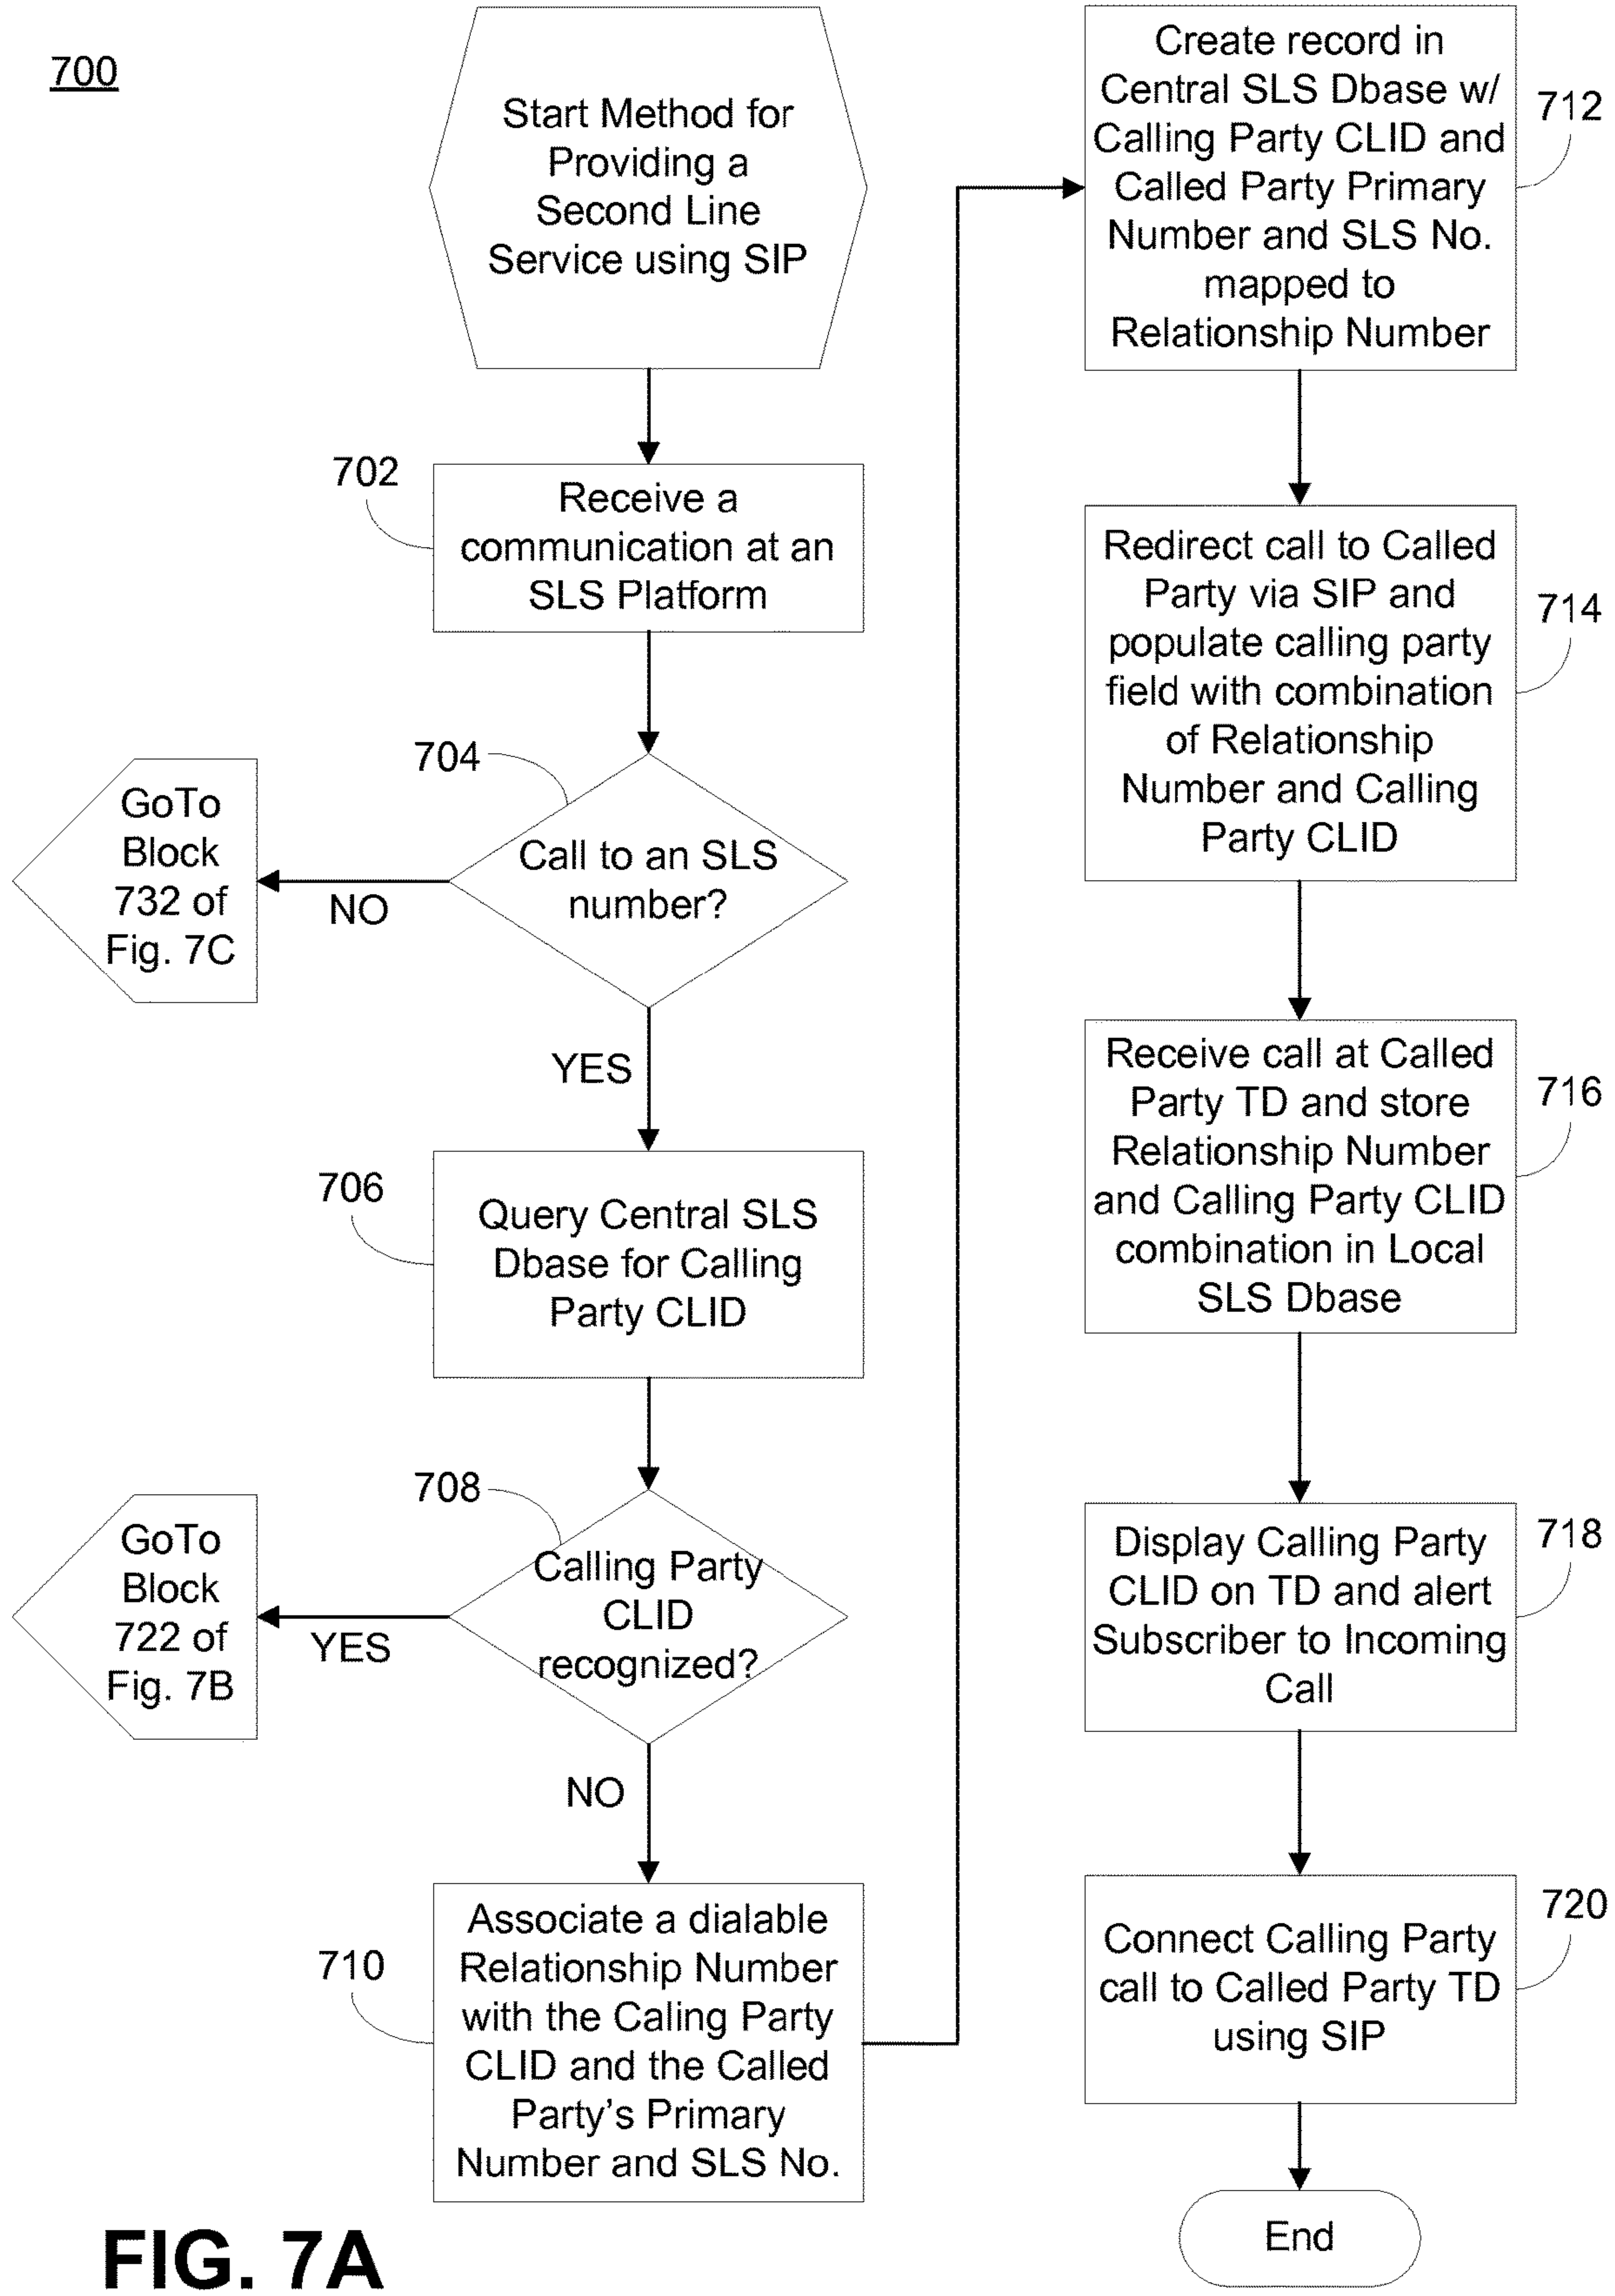 700
Start Method for
Providing a
Second Line
Service using SIP
702
Receive a
communication at an
SLS Platform
704
Call to an SLS
number?
NO
GoTo
Block
732 of
Fig. 7C
YES
706
Query Central SLS
Dbase for Calling
Party CLID
708
Calling Party
CLID
recognized?
YES
GoTo
Block
722 of
Fig. 7B
NO
710
Associate a dialable
Relationship Number
with the Caling Party
CLID and the Called
Party's Primary
Number and SLS No.
Create record in
Central SLS Dbase w/
Calling Party CLID and
Called Party Primary
Number and SLS No.
mapped to
Relationship Number
712
Redirect call to Called
Party via SIP and
populate calling party
field with combination
of Relationship
Number and Calling
Party CLID
714
Receive call at Called
Party TD and store
Relationship Number
and Calling Party CLID
combination in Local
SLS Dbase
716
Display Calling Party
CLID on TD and alert
Subscriber to Incoming
Call
718
Connect Calling Party
call to Called Party TD
using SIP
720
End
FIG. 7A